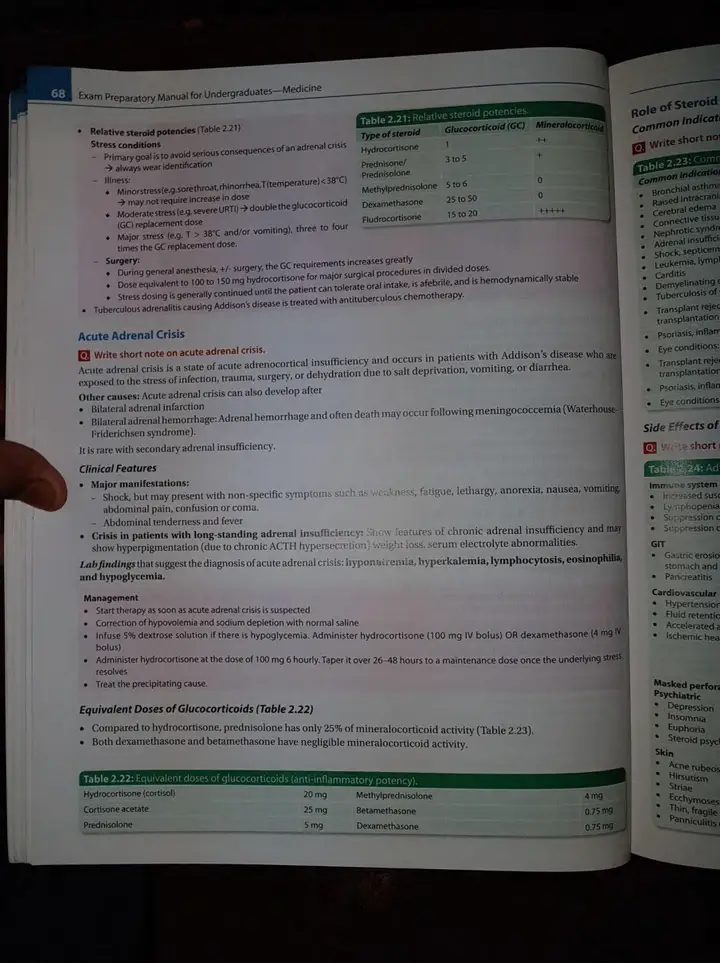 68 Exam Preparatory Manual for Undergraduates—Medicine
• Relative steroid potencies (Table 2.21)
Stress conditions
– Primary goal is to avoid serious consequences of an adrenal crisis
→ always wear identification
– Illness:
• Minor stress (e.g. sore throat, rhinorrhea, T (temperature) < 38°C)
→ may not require increase in dose
• Moderate stress (e.g. severe URTI) → double the glucocorticoid
(GC) replacement dose
• Major stress (e.g. T > 38°C and/or vomiting), three to four
times the GC replacement dose.
– Surgery:
• During general anesthesia, +/- surgery, the GC requirements increases greatly
• Dose equivalent to 100 to 150 mg hydrocortisone for major surgical procedures in divided doses.
• Stress dosing is generally continued until the patient can tolerate oral intake, is afebrile, and is hemodynamically stable
• Tuberculous adrenalitis causing Addison's disease is treated with antituberculous chemotherapy.
Table 2.21: Relative steroid potencies.
Type of steroid Glucocorticoid (GC) Mineralocorticoid
Hydrocortisone 1 ++
Prednisone/
Prednisolone 3 to 5 +
Methylprednisolone 5 to 6 0
Dexamethasone 25 to 50 0
Fludrocortisone 15 to 20 +++++
Acute Adrenal Crisis
Q. Write short note on acute adrenal crisis.
Acute adrenal crisis is a state of acute adrenocortical insufficiency and occurs in patients with Addison's disease who are
exposed to the stress of infection, trauma, surgery, or dehydration due to salt deprivation, vomiting, or diarrhea.
Other causes: Acute adrenal crisis can also develop after
• Bilateral adrenal infarction
• Bilateral adrenal hemorrhage: Adrenal hemorrhage and often death may occur following meningococcemia (Waterhouse-
Friderichsen syndrome).
It is rare with secondary adrenal insufficiency.
Clinical Features
• Major manifestations:
– Shock, but may present with non-specific symptoms such as weakness, fatigue, lethargy, anorexia, nausea, vomiting,
abdominal pain, confusion or coma.
– Abdominal tenderness and fever
• Crisis in patients with long-standing adrenal insufficiency: Show features of chronic adrenal insufficiency and may
show hyperpigmentation (due to chronic ACTH hypersecretion) weight loss, serum electrolyte abnormalities.
Lab findings that suggest the diagnosis of acute adrenal crisis: hyponatremia, hyperkalemia, lymphocytosis, eosinophilia,
and hypoglycemia.
Management
• Start therapy as soon as acute adrenal crisis is suspected
• Correction of hypovolemia and sodium depletion with normal saline
• Infuse 5% dextrose solution if there is hypoglycemia. Administer hydrocortisone (100 mg IV bolus) OR dexamethasone (4 mg IV
bolus)
• Administer hydrocortisone at the dose of 100 mg 6 hourly. Taper it over 26–48 hours to a maintenance dose once the underlying stress
resolves
• Treat the precipitating cause.
Equivalent Doses of Glucocorticoids (Table 2.22)
• Compared to hydrocortisone, prednisolone has only 25% of mineralocorticoid activity (Table 2.23).
• Both dexamethasone and betamethasone have negligible mineralocorticoid activity.
Table 2.22: Equivalent doses of glucocorticoids (anti-inflammatory potency).
Hydrocortisone (cortisol) 20 mg Methylprednisolone 4 mg
Cortisone acetate 25 mg Betamethasone 0.75 mg
Prednisolone 5 mg Dexamethasone 0.75 mg
Role of Steroid
Common
Q. Write short
Table 2.23:
Common
• Bronchial
• Raised
• Cerebral edema
• Connective
• Nephrotic
• Adrenal
• Shock,
• Leukemia,
• Carditis
• Demyelinating
• Tuberculosis of
• Transplant
transplantation
• Psoriasis,
• Eye conditions:
• Transplant
transplantation
• Psoriasis,
• Eye conditions
Side Effects of
Q. Write short
Table 2.24:
Immune system
• Increased
• Lymphopenia
• Suppression
• Suppression
GIT
• Gastric
stomach and
• Pancreatitis
Cardiovascular
• Hypertension
• Fluid
• Accelerated
• Ischemic
Masked
Psychiatric
• Depression
• Insomnia
• Euphoria
• Steroid
Skin
• Acne
• Hirsutism
• Striae
• Ecchymoses
• Thin, fragile
• Panniculitis